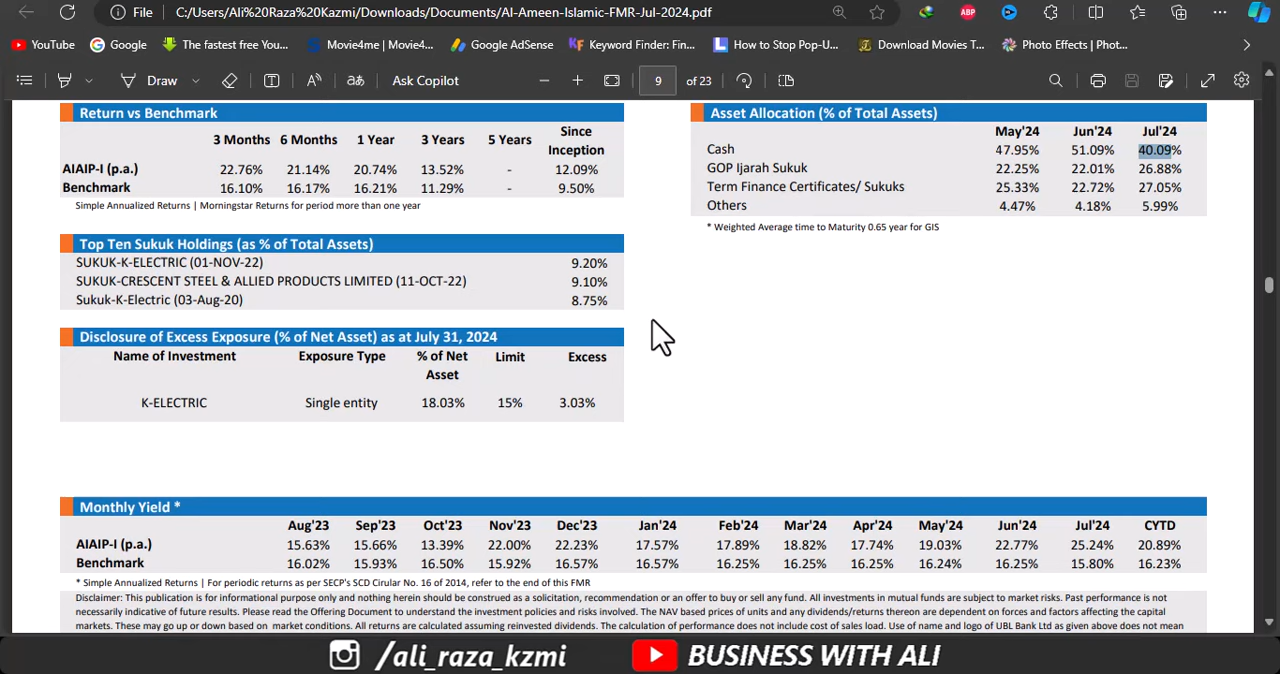 File C:/Users/Ali%20Raza%20Kazmi/Downloads/Documents/Al-Ameen-Islamic-FMR-Jul-2024.pdf
YouTube Google The fastest free You... Movie4me | Movie4... Google AdSense Keyword Finder: Fin... How to Stop Pop-U... Download Movies T... Photo Effects | Phot...
Draw Ask Copilot 9 of 23
Return vs Benchmark
3 Months 6 Months 1 Year 3 Years 5 Years Since Inception
AIAIP-I (p.a.) 22.76% 21.14% 20.74% 13.52% - 12.09%
Benchmark 16.10% 16.17% 16.21% 11.29% - 9.50%
Simple Annualized Returns | Morningstar Returns for period more than one year
Asset Allocation (% of Total Assets)
May'24 Jun'24 Jul'24
Cash 47.95% 51.09% 40.09%
GOP Ijarah Sukuk 22.25% 22.01% 26.88%
Term Finance Certificates/ Sukuks 25.33% 22.72% 27.05%
Others 4.47% 4.18% 5.99%
* Weighted Average time to Maturity 0.65 year for GIS
Top Ten Sukuk Holdings (as % of Total Assets)
SUKUK-K-ELECTRIC (01-NOV-22) 9.20%
SUKUK-CRESCENT STEEL & ALLIED PRODUCTS LIMITED (11-OCT-22) 9.10%
Sukuk-K-Electric (03-Aug-20) 8.75%
Disclosure of Excess Exposure (% of Net Asset) as at July 31, 2024
Name of Investment Exposure Type % of Net Asset Limit Excess
K-ELECTRIC Single entity 18.03% 15% 3.03%
Monthly Yield *
Aug'23 Sep'23 Oct'23 Nov'23 Dec'23 Jan'24 Feb'24 Mar'24 Apr'24 May'24 Jun'24 Jul'24 CYTD
AIAIP-I (p.a.) 15.63% 15.66% 13.39% 22.00% 22.23% 17.57% 17.89% 18.82% 17.74% 19.03% 22.77% 25.24% 20.89%
Benchmark 16.02% 15.93% 16.50% 15.92% 16.57% 16.57% 16.25% 16.25% 16.25% 16.24% 16.25% 15.80% 16.23%
* Simple Annualized Returns | For periodic returns as per SECP's SCD Cirular No. 16 of 2014, refer to the end of this FMR
Disclaimer: This publication is for informational purpose only and nothing herein should be construed as a solicitation, recommendation or an offer to buy or sell any fund. All investments in mutual funds are subject to market risks. Past performance is not
necessarily indicative of future results. Please read the Offering Document to understand the investment policies and risks involved. The NAV based prices of units and any dividends/returns thereon are dependent on forces and factors affecting the capital
markets. These may go up or down based on market conditions. All returns are calculated assuming reinvested dividends. The calculation of performance does not include cost of sales load. Use of name and logo of UBL Bank Ltd as given above does not mean
/ali_raza_kzmi BUSINESS WITH ALI